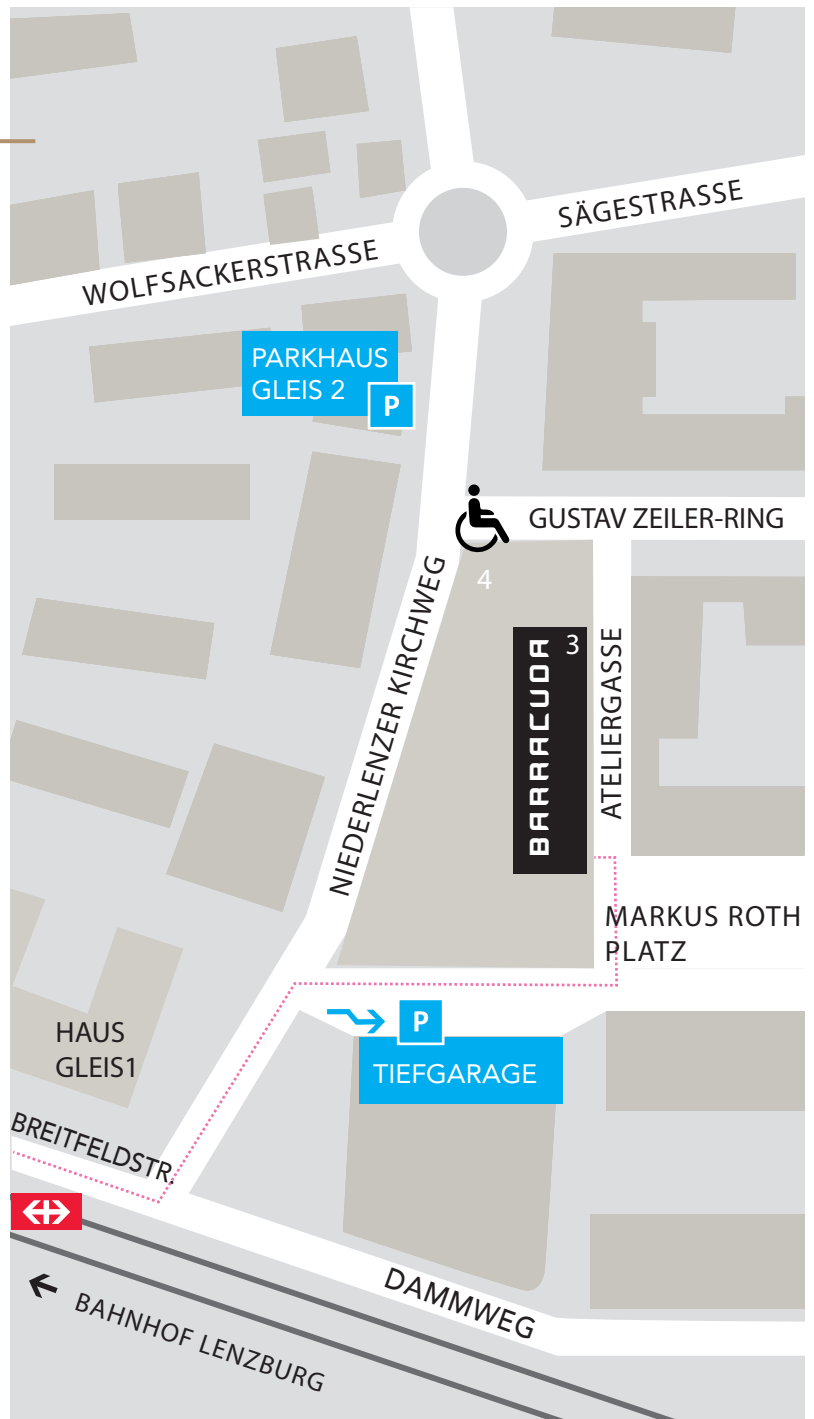 SÄGESTRASSE
WOLFSACKERSTRASSE
PARKHAUS
GLEIS 2
P
GUSTAV ZEILER-RING
4
NIEDERLENZER KIRCHWEG
3
BARRACUDA
ATELIERGASSE
MARKUS ROTH
PLATZ
P
TIEFGARAGE
HAUS
GLEIS1
BREITFELDSTR.
DAMMWEG
BAHNHOF LENZBURG